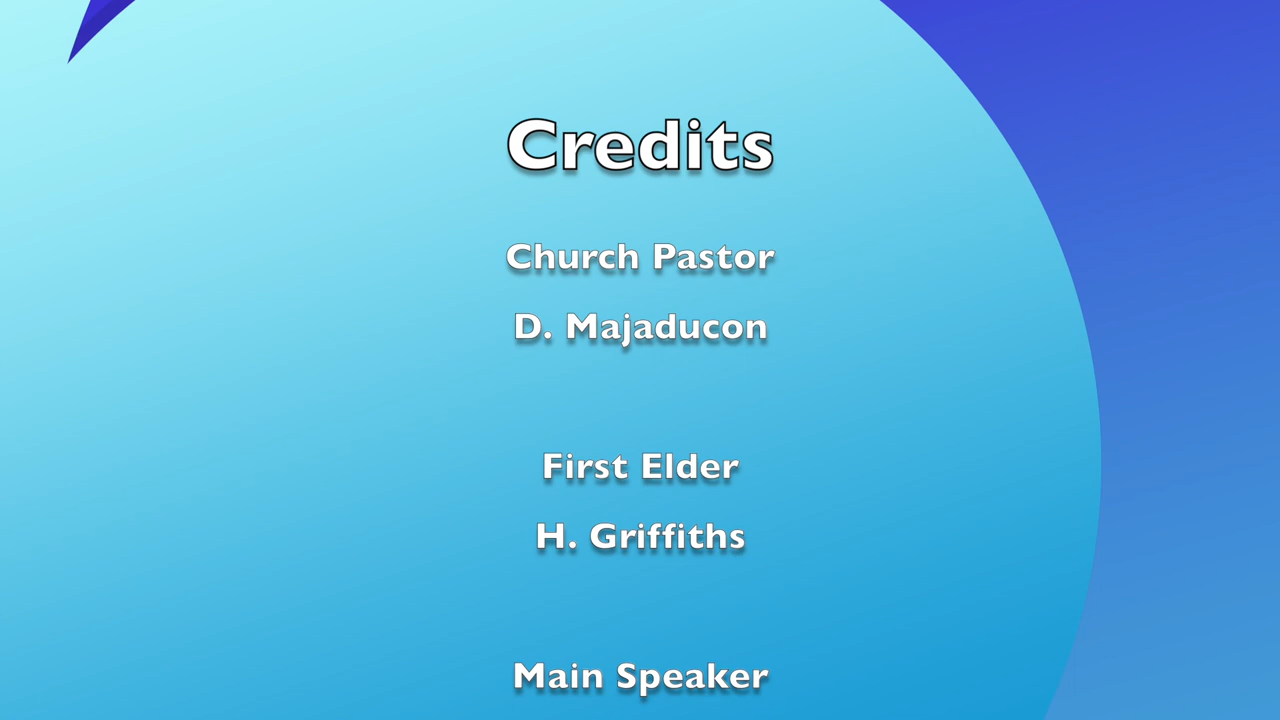 Credits
Church Pastor
D. Majaducon
First Elder
H. Griffiths
Main Speaker